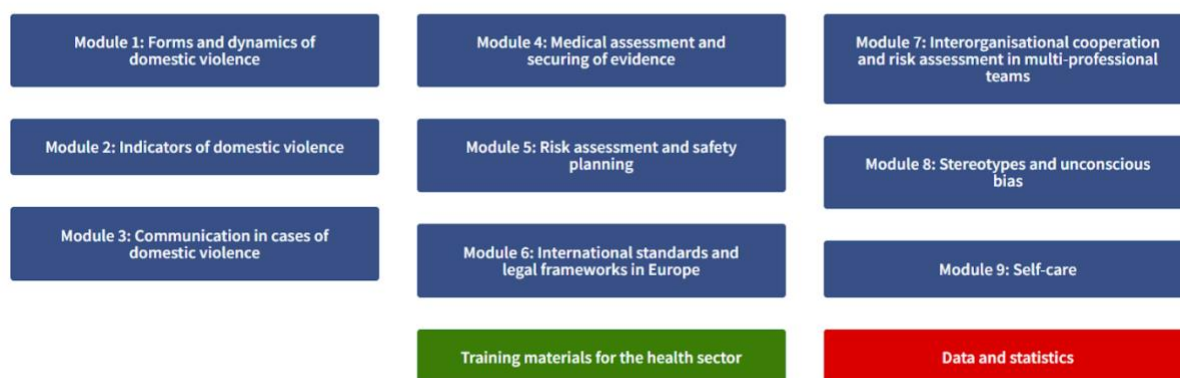 Module 1: Forms and dynamics of
domestic violence
Module 2: Indicators of domestic violence
Module 3: Communication in cases of
domestic violence
Module 4: Medical assessment and
securing of evidence
Module 5: Risk assessment and safety
planning
Module 6: International standards and
legal frameworks in Europe
Training materials for the health sector
Module 7: Interorganisational cooperation
and risk assessment in multi-professional
teams
Module 8: Stereotypes and unconscious
bias
Module 9: Self-care
Data and statistics